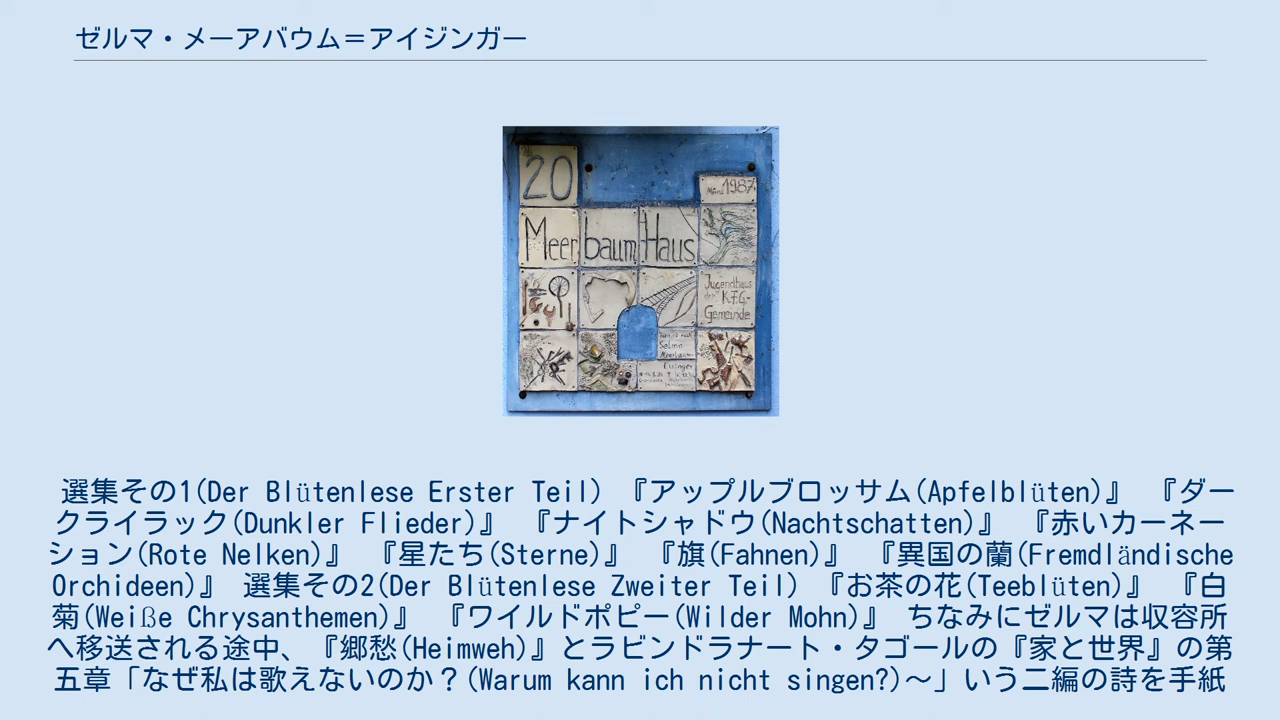 ゼルマ・メーアバウム＝アイジンガー
20
März 1987
Meerbaum Haus
Jugendhaus
der K.F.G-
Gemeinde
Selma
Meerbaum-
Eisinger
選集その1(Der Blütenlese Erster Teil) 『アップルブロッサム(Apfelblüten)』 『ダー
クライラック(Dunkler Flieder)』 『ナイトシャドウ(Nachtschatten)』 『赤いカーネー
ション(Rote Nelken)』 『星たち(Sterne)』 『旗(Fahnen)』 『異国の蘭(Fremdländische
Orchideen)』 選集その2(Der Blütenlese Zweiter Teil) 『お茶の花(Teeblüten)』 『白
菊(Weiße Chrysanthemen)』 『ワイルドポピー(Wilder Mohn)』 ちなみにゼルマは収容所
へ移送される途中、『郷愁(Heimweh)』とラビンドラナート・タゴールの『家と世界』の第
五章「なぜ私は歌えないのか？(Warum kann ich nicht singen?)～」いう二編の詩を手紙